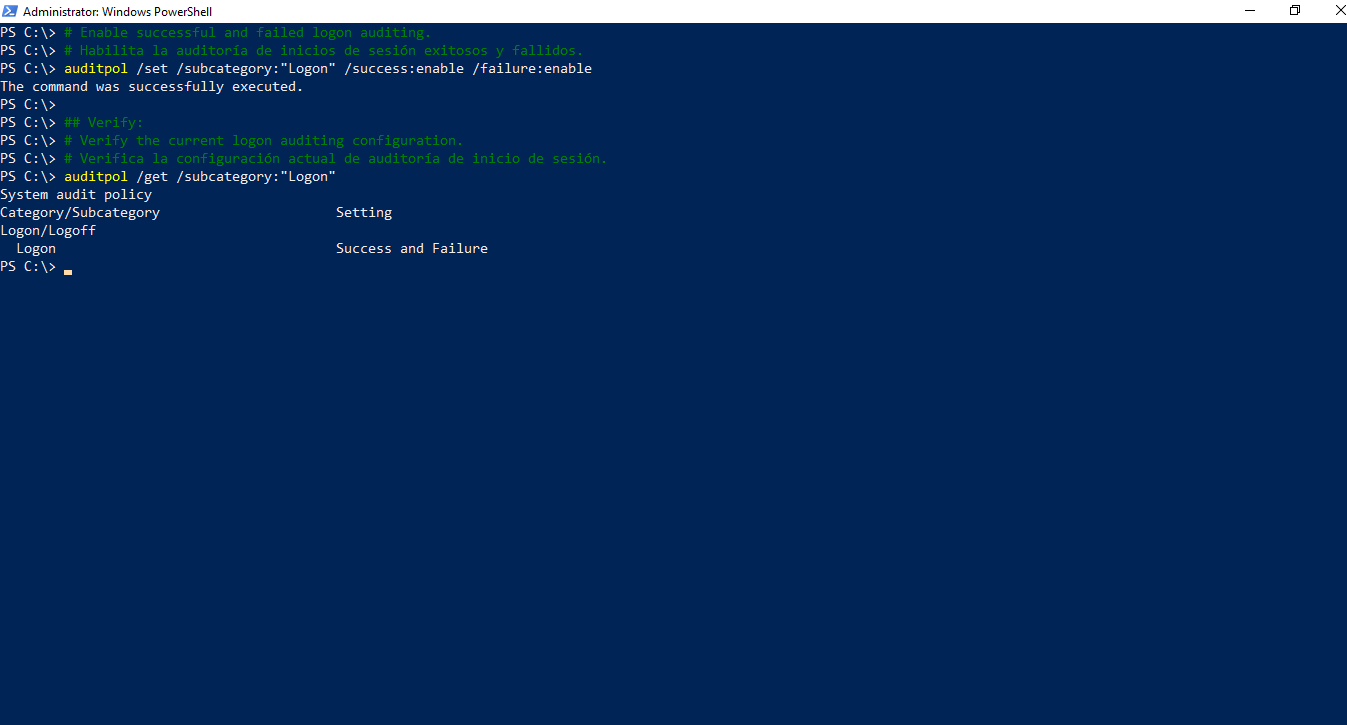 Administrator: Windows PowerShell
PS C:\> # Enable successful and failed logon auditing.
PS C:\> # Habilita la auditoría de inicios de sesión exitosos y fallidos.
PS C:\> auditpol /set /subcategory:"Logon" /success:enable /failure:enable
The command was successfully executed.
PS C:\>
PS C:\> ## Verify:
PS C:\> # Verify the current logon auditing configuration.
PS C:\> # Verifica la configuración actual de auditoría de inicio de sesión.
PS C:\> auditpol /get /subcategory:"Logon"
System audit policy
Category/Subcategory                      Setting
Logon/Logoff
  Logon                                   Success and Failure
PS C:\>